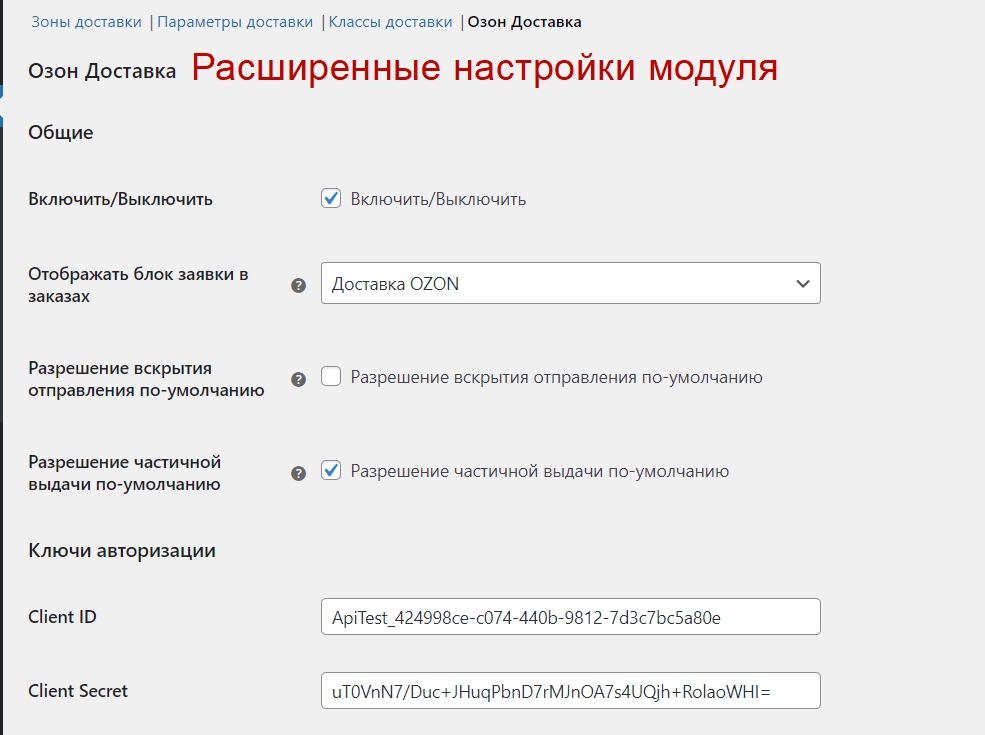 Зоны доставки | Параметры доставки | Классы доставки | Озон Доставка
Озон Доставка Расширенные настройки модуля
Общие
Включить/Выключить Включить/Выключить
Отображать блок заявки в
заказах
? Доставка OZON
Разрешение вскрытия
отправления по-умолчанию
? Разрешение вскрытия отправления по-умолчанию
Разрешение частичной
выдачи по-умолчанию
? Разрешение частичной выдачи по-умолчанию
Ключи авторизации
Client ID ApiTest_424998ce-c074-440b-9812-7d3c7bc5a80e
Client Secret uT0VnN7/Duc+JHuqPbnD7rMJnOA7s4UQjh+RolaoWHI=